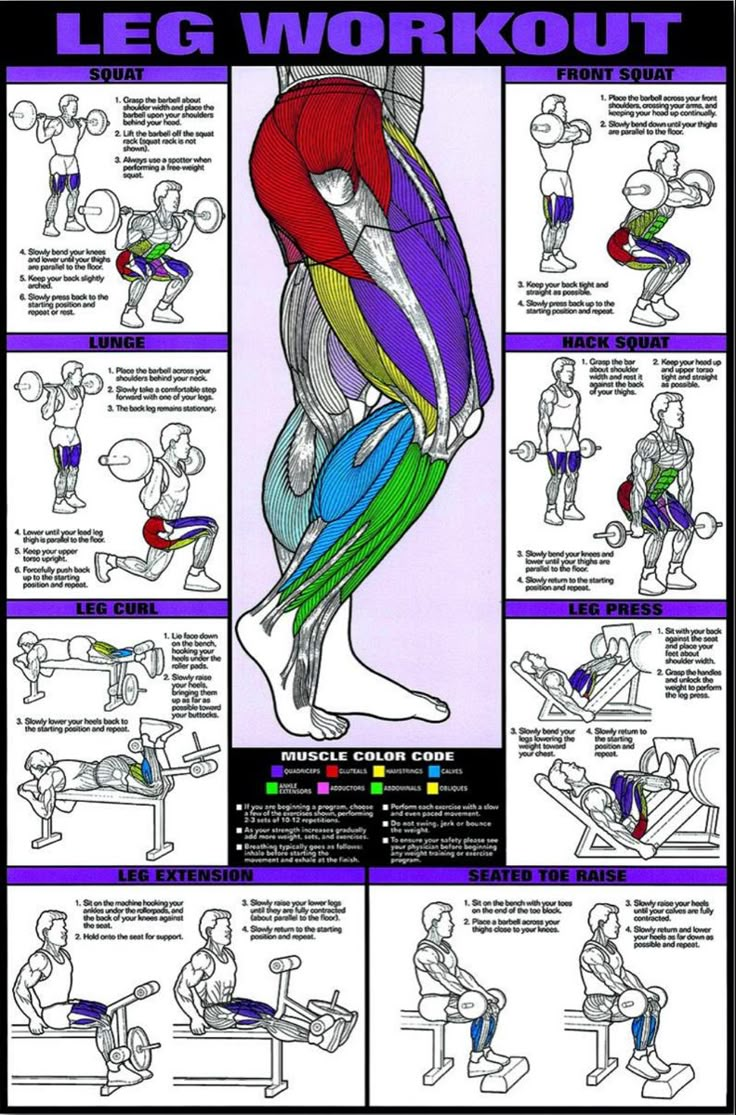 LEG WORKOUT
SQUAT
1. Grasp the barbell about
shoulder width and place the
barbell upon your shoulders
behind your head.
2. Lift the barbell off the squat
rack (squat rack is not
shown).
3. Always use a spotter when
performing a free-weight
squat.
4. Slowly bend your knees
and lower until your thighs
are parallel to the floor.
5. Keep your back slightly
arched.
6. Slowly press back to the
starting position and
repeat or rest.
FRONT SQUAT
1. Place the barbell across your front
shoulders, crossing your arms, and
keeping your head up continually.
2. Slowly bend down until your thighs
are parallel to the floor.
3. Keep your back tight and
straight as possible.
4. Slowly press back up to the
starting position and repeat.
LUNGE
1. Place the barbell across your
shoulders behind your neck.
2. Slowly take a comfortable step
forward with one of your legs.
3. The back leg remains stationary.
4. Lower until your lead leg
thigh is parallel to the floor.
5. Keep your upper
torso upright.
6. Forcefully push back
up to the starting
position and repeat.
HACK SQUAT
1. Grasp the bar
about shoulder
width and rest it
against the back
of your thighs.
2. Keep your head up
and upper torso
tight and straight
as possible.
3. Slowly bend your knees and
lower until your thighs are
parallel to the floor.
4. Slowly return to the starting
position and repeat.
LEG CURL
1. Lie face down
on the bench,
hooking your
heels under the
roller pads.
2. Slowly raise
your heels,
bringing them
up as far as
possible toward
your buttocks.
3. Slowly lower your heels back to
the starting position and repeat.
LEG PRESS
1. Sit with your back
against the seat
and place your
feet about
shoulder width.
2. Grasp the handles
and unlock the
weight to perform
the leg press.
3. Slowly bend your
legs lowering the
weight toward
your chest.
4. Slowly return to
the starting
position and
repeat.
MUSCLE COLOR CODE
QUADRICEPS
GLUTEALS
HAMSTRINGS
CALVES
ANKLE
EXTENSORS
ADDUCTORS
ABDOMINALS
OBLIQUES
If you are beginning a program, choose
a few of the exercises shown, performing
2-3 sets of 10-12 repetitions.
As your strength increases gradually
add more weight, sets, and exercises.
Breathing typically goes as follows:
inhale before starting the
movement and exhale at the finish.
Perform each exercise with a slow
and even paced movement.
Do not swing, jerk or bounce
the weight.
To ensure your safety please see
your physician before beginning
any weight training or exercise
program.
LEG EXTENSION
1. Sit on the machine hooking your
ankles under the rollerpads, and
the back of your knees against
the seat.
2. Hold onto the seat for support.
3. Slowly raise your lower legs
until they are fully contracted
(about parallel to the floor).
4. Slowly return to the starting
position and repeat.
SEATED TOE RAISE
1. Sit on the bench with your toes
on the end of the toe block.
2. Place a barbell across your
thighs close to your knees.
3. Slowly raise your heels
until your calves are fully
contracted.
4. Slowly return and lower
your heels as far down as
possible and repeat.